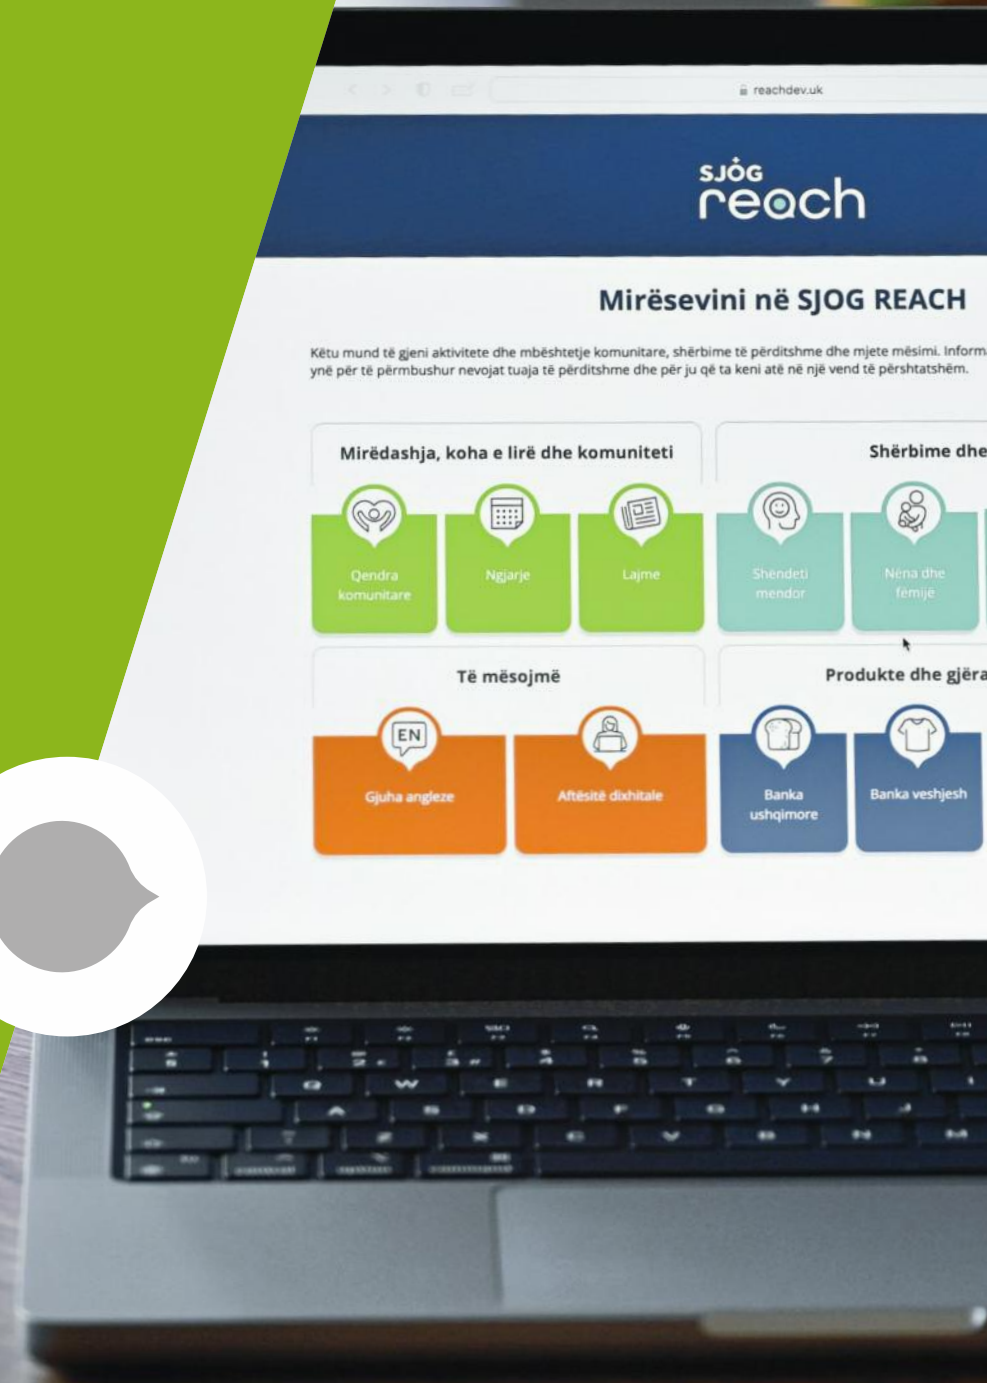 reachdev.uk
SJÓG
reach
Mirësevini në SJOG REACH
Këtu mund të gjeni aktivitete dhe mbështetje komunitare, shërbime të përditshme dhe mjete mësimi. Inform
ynë për të përmbushur nevojat tuaja të përditshme dhe për ju që ta keni atë në një vend të përshtatshëm.
Mirëdashja, koha e lirë dhe komuniteti
Shërbime dhe
Qendra
komunitare
Ngjarje
Lajme
Shëndeti
mendor
Nëna dhe
fëmijë
Të mësojmë
Produkte dhe gjëra
EN
Gjuha angleze
Aftësitë dixhitale
Banka
ushqimore
Banka veshjesh
Q W E R T Y U I
A S D F G H J
Z X C V B N M